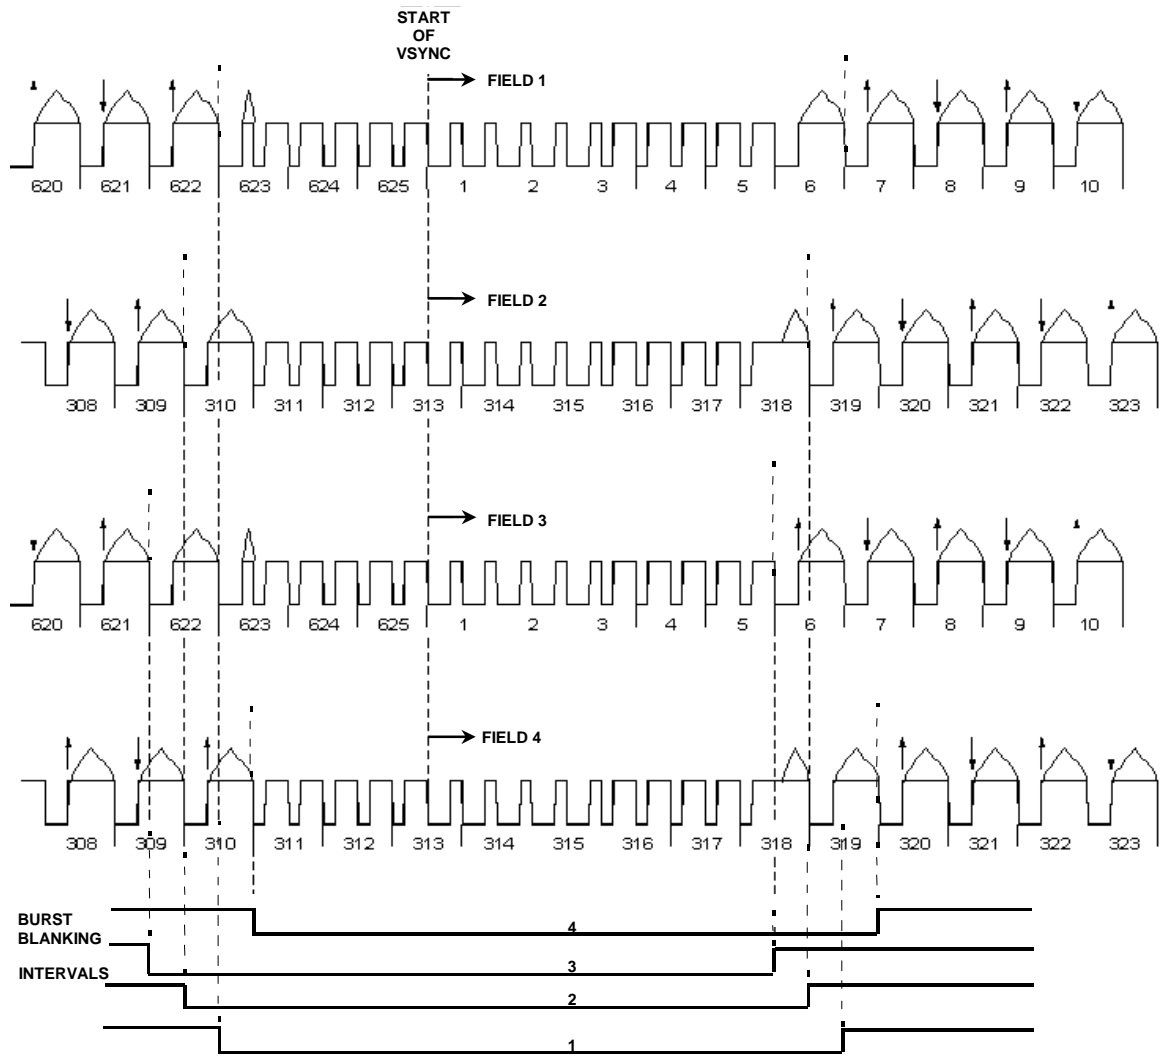 START
OF
VSYNC
FIELD 1
620 621 622 623 624 625 1 2 3 4 5 6 7 8 9 10
FIELD 2
308 309 310 311 312 313 314 315 316 317 318 319 320 321 322 323
FIELD 3
620 621 622 623 624 625 1 2 3 4 5 6 7 8 9 10
FIELD 4
308 309 310 311 312 313 314 315 316 317 318 319 320 321 322 323
BURST
BLANKING
INTERVALS
4
3
2
1